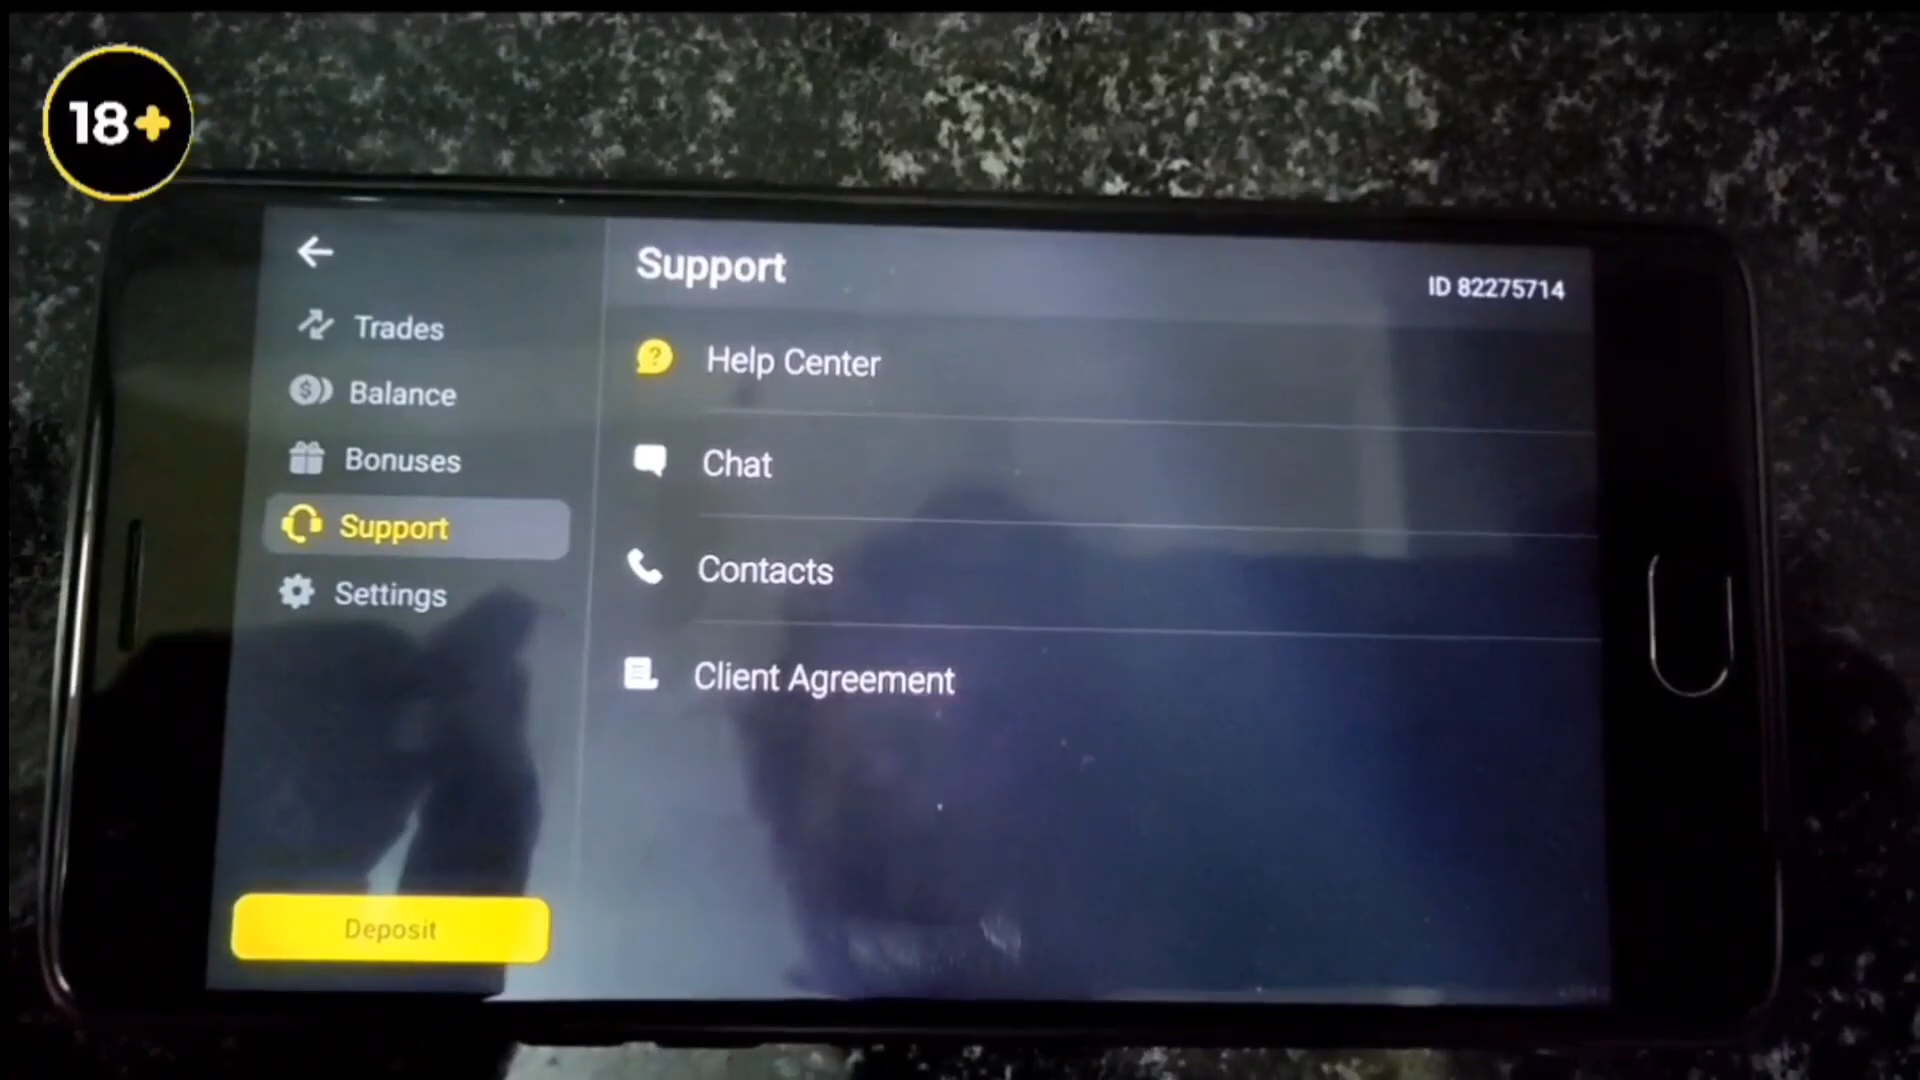 18+
Support
ID 82275714
Trades
Balance
Bonuses
Support
Settings
Deposit
Help Center
Chat
Contacts
Client Agreement